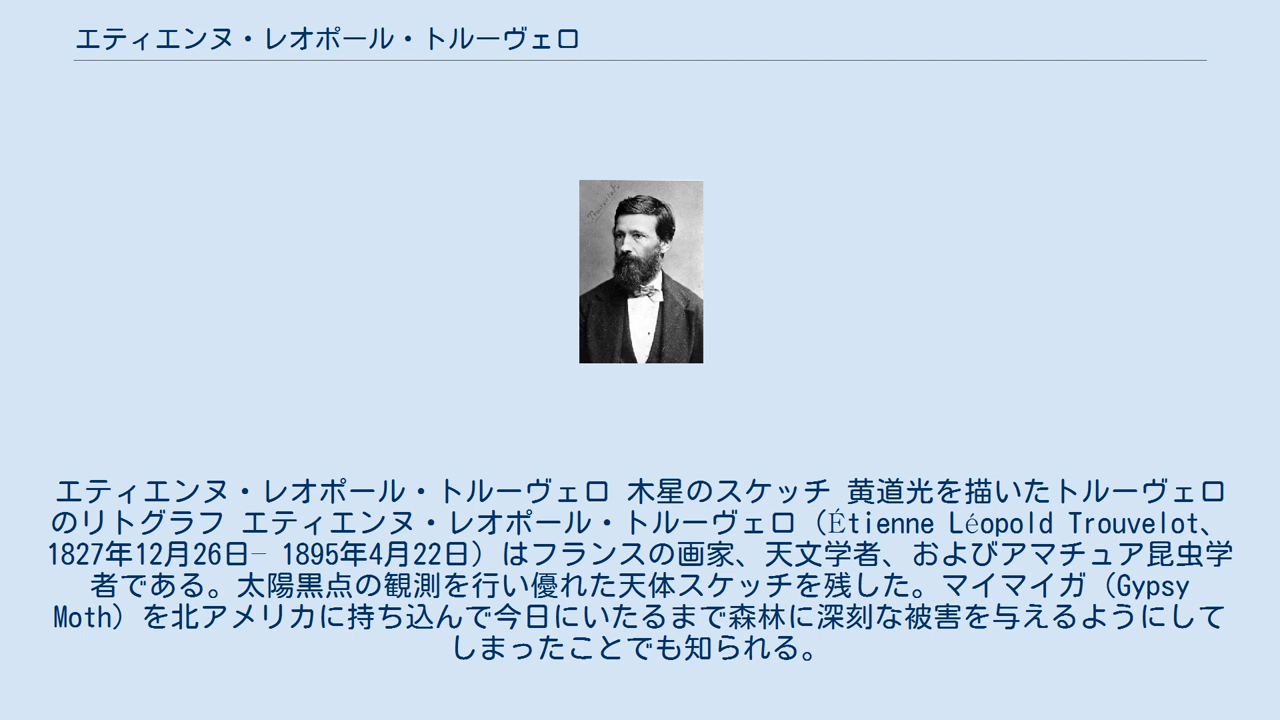 エティエンヌ・レオポール・トルーヴェロ
エティエンヌ・レオポール・トルーヴェロ 木星のスケッチ 黄道光を描いたトルーヴェロ
のリトグラフ エティエンヌ・レオポール・トルーヴェロ（Étienne Léopold Trouvelot、
1827年12月26日– 1895年4月22日）はフランスの画家、天文学者、およびアマチュア昆虫学
者である。太陽黒点の観測を行い優れた天体スケッチを残した。マイマイガ（Gypsy
Moth）を北アメリカに持ち込んで今日にいたるまで森林に深刻な被害を与えるようにして
しまったことでも知られる。